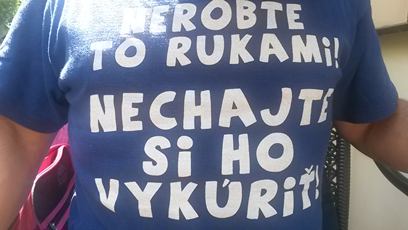 NEROBTE
TO RUKAMi!
NECHAJTE
Si HO
VYKÚRiŤ!